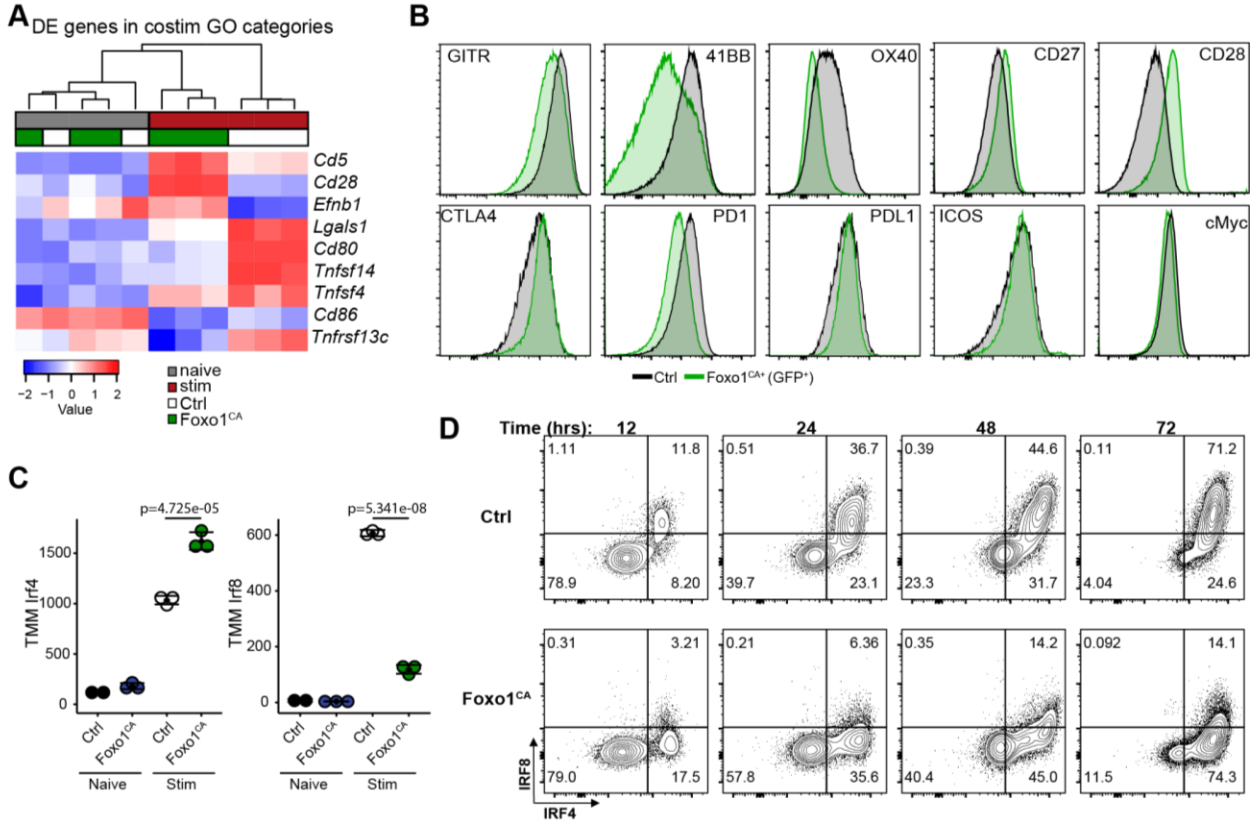 A
DE genes in costim GO categories
Cd5
Cd28
Efnb1
Lgals1
Cd80
Tnfsf14
Tnfsf4
Cd86
Tnfrsf13c
−2 −1 0 1 2
Value
naive
stim
Ctrl
Foxo1CA
B
GITR 41BB OX40 CD27 CD28
CTLA4 PD1 PDL1 ICOS cMyc
Ctrl Foxo1CA+ (GFP+)
C
p=4.725e-05
TMM Irf4
1500
1000
500
0
Ctrl Foxo1CA Ctrl Foxo1CA
Naive Stim
p=5.341e-08
TMM Irf8
600
400
200
0
Ctrl Foxo1CA Ctrl Foxo1CA
Naive Stim
D
Time (hrs): 12 24 48 72
Ctrl
1.11 11.8 0.51 36.7 0.39 44.6 0.11 71.2
78.9 8.20 39.7 23.1 23.3 31.7 4.04 24.6
Foxo1CA
0.31 3.21 0.21 6.36 0.35 14.2 0.092 14.1
79.0 17.5 57.8 35.6 40.4 45.0 11.5 74.3
IRF8
IRF4